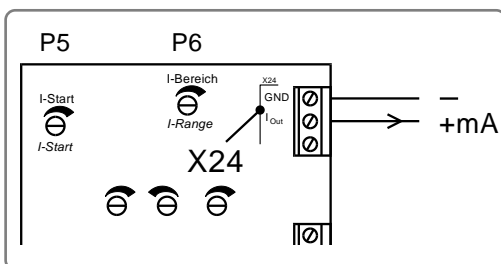 P5 P6
I-Start
I-Start
I-Bereich
I-Range
X24
GND
I Out
X24
–
+mA